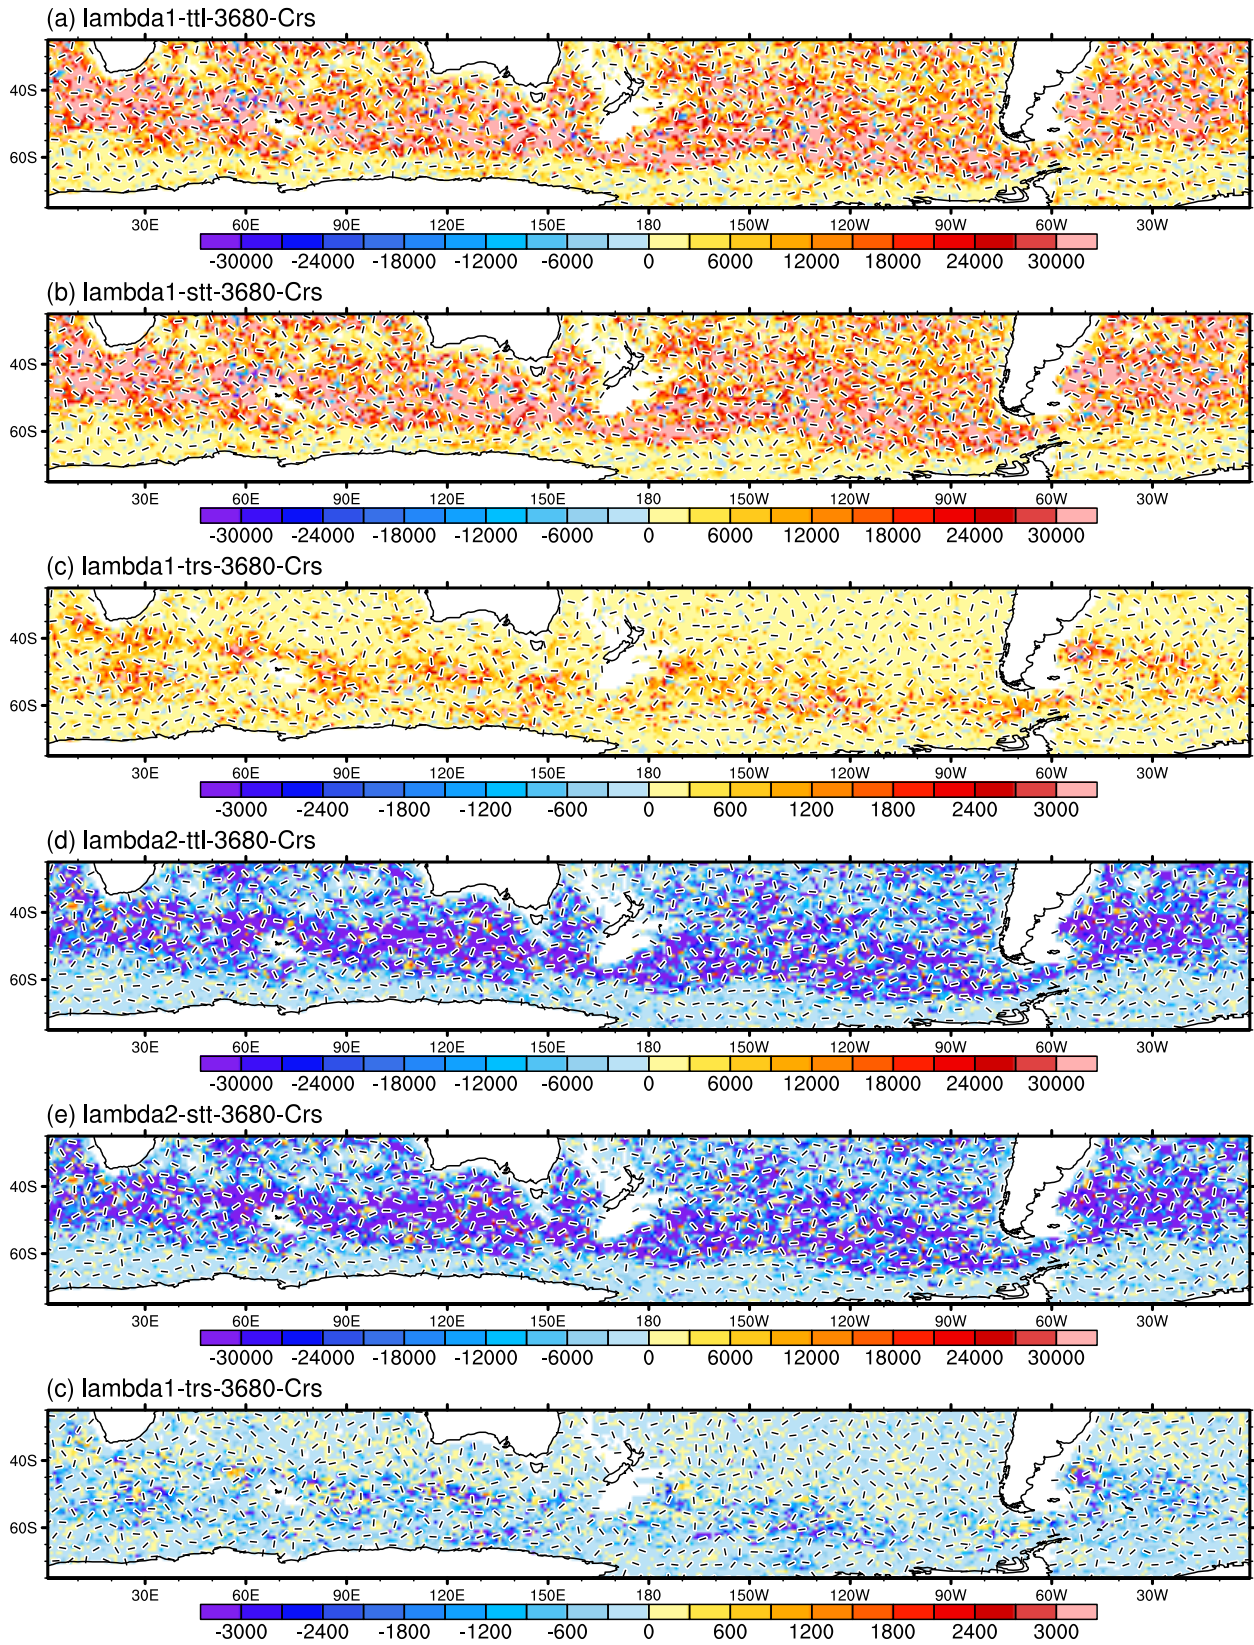 (a) lambda1-ttl-3680-Crs
40S
60S
30E 60E 90E 120E 150E 180 150W 120W 90W 60W 30W
-30000 -24000 -18000 -12000 -6000 0 6000 12000 18000 24000 30000
(b) lambda1-stt-3680-Crs
40S
60S
30E 60E 90E 120E 150E 180 150W 120W 90W 60W 30W
-30000 -24000 -18000 -12000 -6000 0 6000 12000 18000 24000 30000
(c) lambda1-trs-3680-Crs
40S
60S
30E 60E 90E 120E 150E 180 150W 120W 90W 60W 30W
-3000 -2400 -1800 -1200 -600 0 600 1200 1800 2400 3000
(d) lambda2-ttl-3680-Crs
40S
60S
30E 60E 90E 120E 150E 180 150W 120W 90W 60W 30W
-30000 -24000 -18000 -12000 -6000 0 6000 12000 18000 24000 30000
(e) lambda2-stt-3680-Crs
40S
60S
30E 60E 90E 120E 150E 180 150W 120W 90W 60W 30W
-30000 -24000 -18000 -12000 -6000 0 6000 12000 18000 24000 30000
(c) lambda1-trs-3680-Crs
40S
60S
30E 60E 90E 120E 150E 180 150W 120W 90W 60W 30W
-3000 -2400 -1800 -1200 -600 0 600 1200 1800 2400 3000